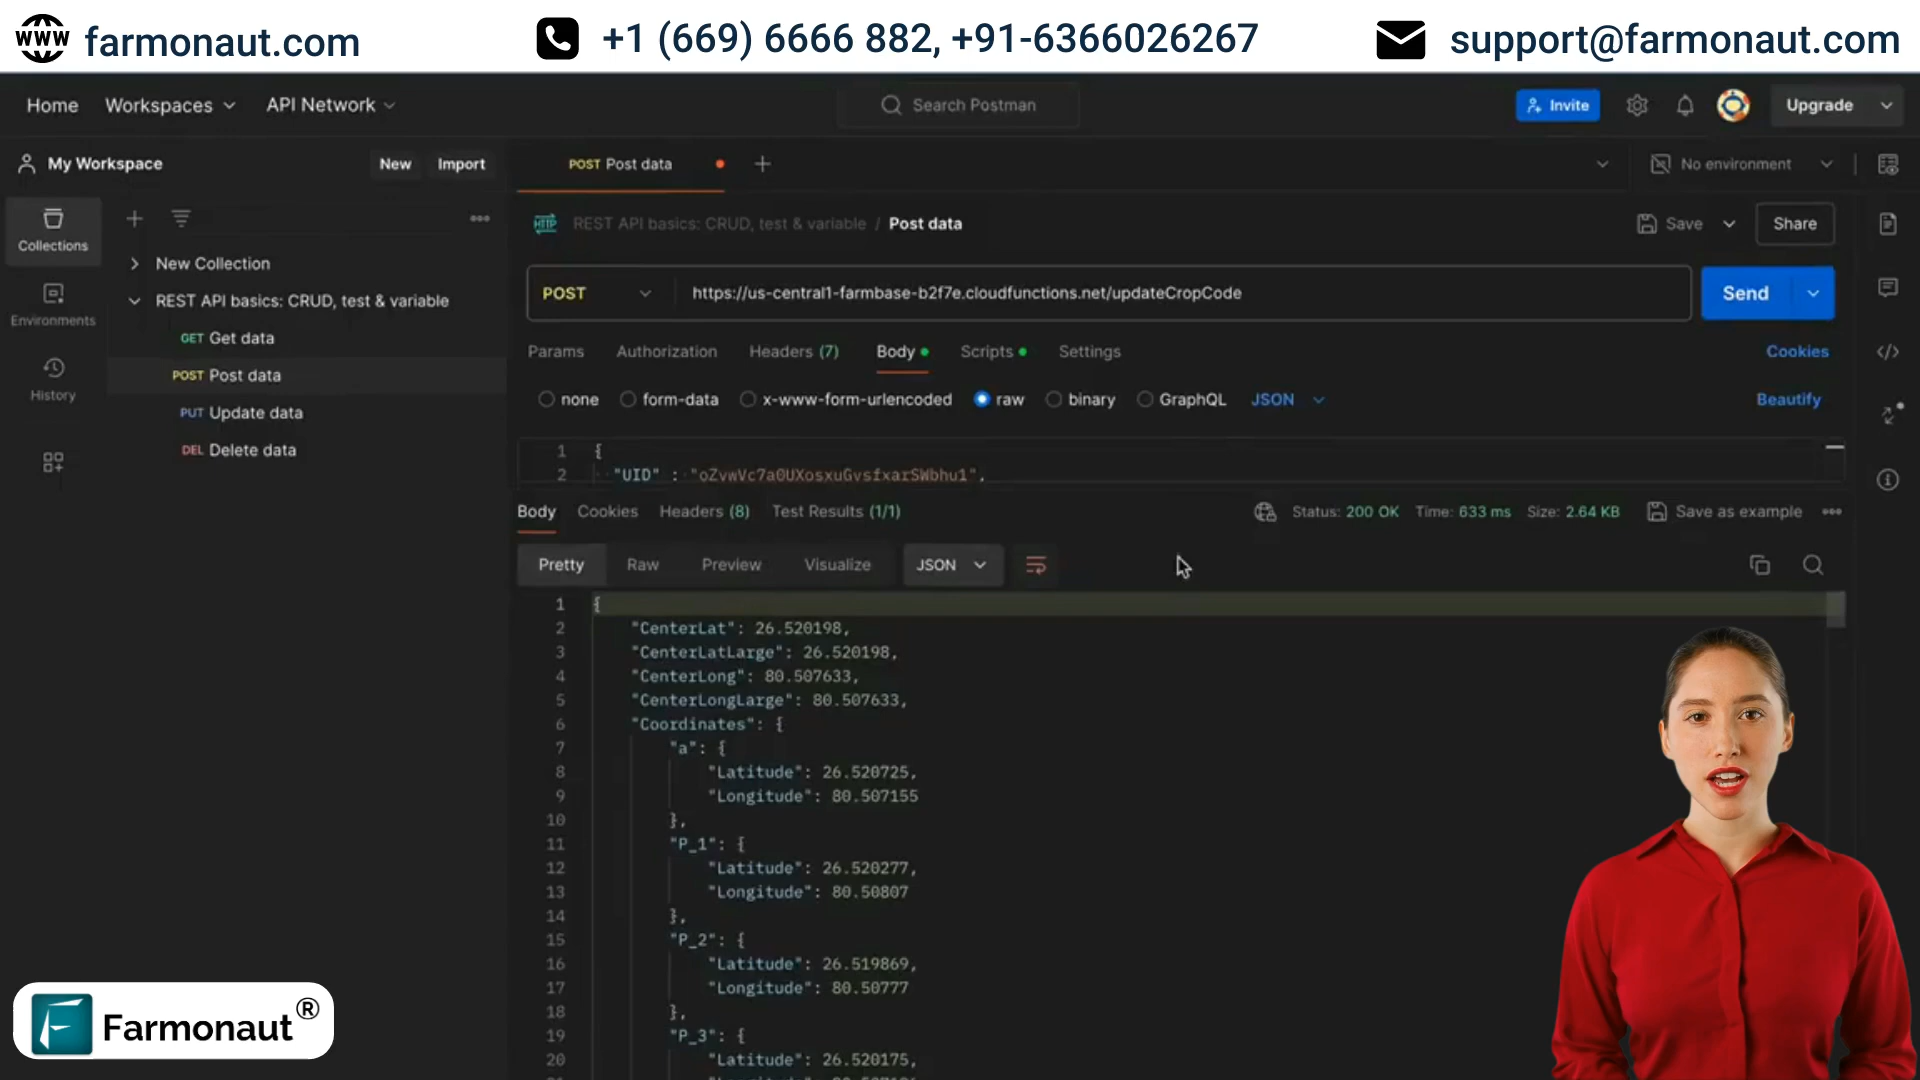 www farmonaut.com
+1 (669) 6666 882, +91-6366026267
support@farmonaut.com
Home Workspaces API Network
Search Postman
Invite
Upgrade
My Workspace
New Import
POST Post data
No environment
Collections
Environments
History
New Collection
REST API basics: CRUD, test & variable
GET Get data
POST Post data
PUT Update data
DEL Delete data
HTTP REST API basics: CRUD, test & variable / Post data
Save
Share
POST https://us-central1-farmbase-b2f7e.cloudfunctions.net/updateCropCode
Send
Params Authorization Headers (7) Body Scripts Settings
Cookies
none form-data x-www-form-urlencoded raw binary GraphQL JSON
Beautify
1 {
2 "UID" : "oZvwVc7a0UXosxuGvsfxarSWbhu1",
Body Cookies Headers (8) Test Results (1/1)
Status: 200 OK Time: 633 ms Size: 2.64 KB Save as example
Pretty Raw Preview Visualize JSON
1 {
2 "CenterLat": 26.520198,
3 "CenterLatLarge": 26.520198,
4 "CenterLong": 80.507633,
5 "CenterLongLarge": 80.507633,
6 "Coordinates": {
7 "a": {
8 "Latitude": 26.520725,
9 "Longitude": 80.507155
10 },
11 "P_1": {
12 "Latitude": 26.520277,
13 "Longitude": 80.50807
14 },
15 "P_2": {
16 "Latitude": 26.519869,
17 "Longitude": 80.50777
18 },
19 "P_3": {
20 "Latitude": 26.520175,
Farmonaut®